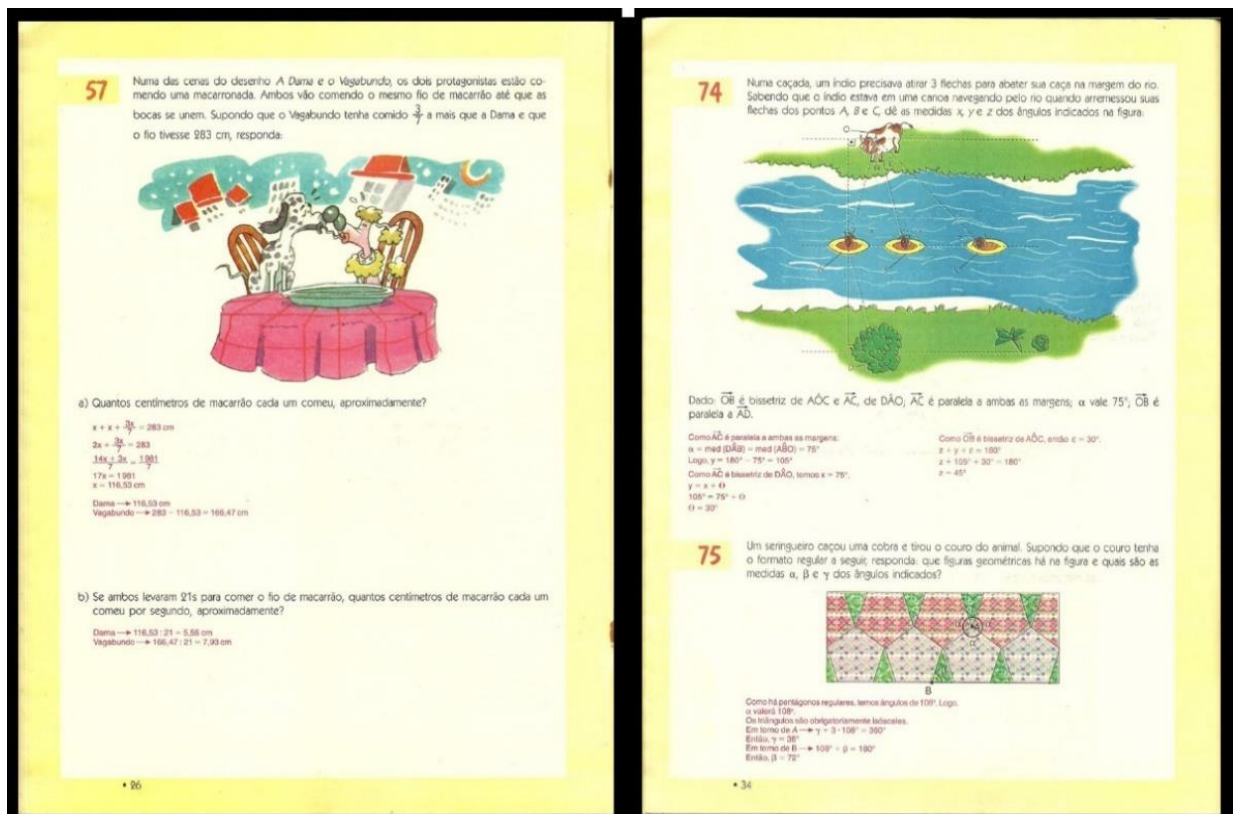 57
Numa das cenas do desenho A Dama e o Vagabundo, os dois protagonistas estão co-
mendo uma macarronada. Ambos vão comendo o mesmo fio de macarrão até que as
bocas se unem. Supondo que o Vagabundo tenha comido 3/7 a mais que a Dama e que
o fio tivesse 283 cm, responda:
a) Quantos centímetros de macarrão cada um comeu, aproximadamente?
x + x + 3x/7 = 283 cm
2x + 3x/7 = 283
14x + 3x/7 = 1981/7
17x = 1981
x = 116,53 cm
Dama → 116,53 cm
Vagabundo → 283 - 116,53 = 166,47 cm
b) Se ambos levaram 21s para comer o fio de macarrão, quantos centímetros de macarrão cada um
comeu por segundo, aproximadamente?
Dama → 116,53 : 21 = 5,55 cm
Vagabundo → 166,47 : 21 = 7,93 cm
• 26
74
Numa caçada, um índio precisava atirar 3 flechas para abater sua caça na margem do rio.
Sabendo que o índio estava em uma canoa navegando pelo rio quando arremessou suas
flechas dos pontos A, B e C, dê as medidas x, y e z dos ângulos indicados na figura:
Dado: OB é bissetriz de AÔC e AC, de DÂO; AC é paralela a ambas as margens; α vale 75°; OB é
paralela a AD.
Como AC é paralela a ambas as margens:
α = med (DÂB) = med (ABO) = 75°
Logo, y = 180° - 75° = 105°
Como AC é bissetriz de DÂO, temos x = 75°.
y = x + Θ
105° = 75° + Θ
Θ = 30°
Como OB é bissetriz de AÔC, então ε = 30°.
z + y + ε = 180°
z + 105° + 30° = 180°
z = 45°
75
Um seringueiro caçou uma cobra e tirou o couro do animal. Supondo que o couro tenha
o formato regular a seguir, responda: que figuras geométricas há na figura e quais são as
medidas α, β e γ dos ângulos indicados?
B
Como há pentágonos regulares, temos ângulos de 108°. Logo,
α valerá 108°.
Os triângulos são obrigatoriamente isósceles.
Em torno de A → γ + 3 · 108° = 360°
Então, γ = 36°
Em torno de B → 108° + β = 180°
Então, β = 72°
• 34